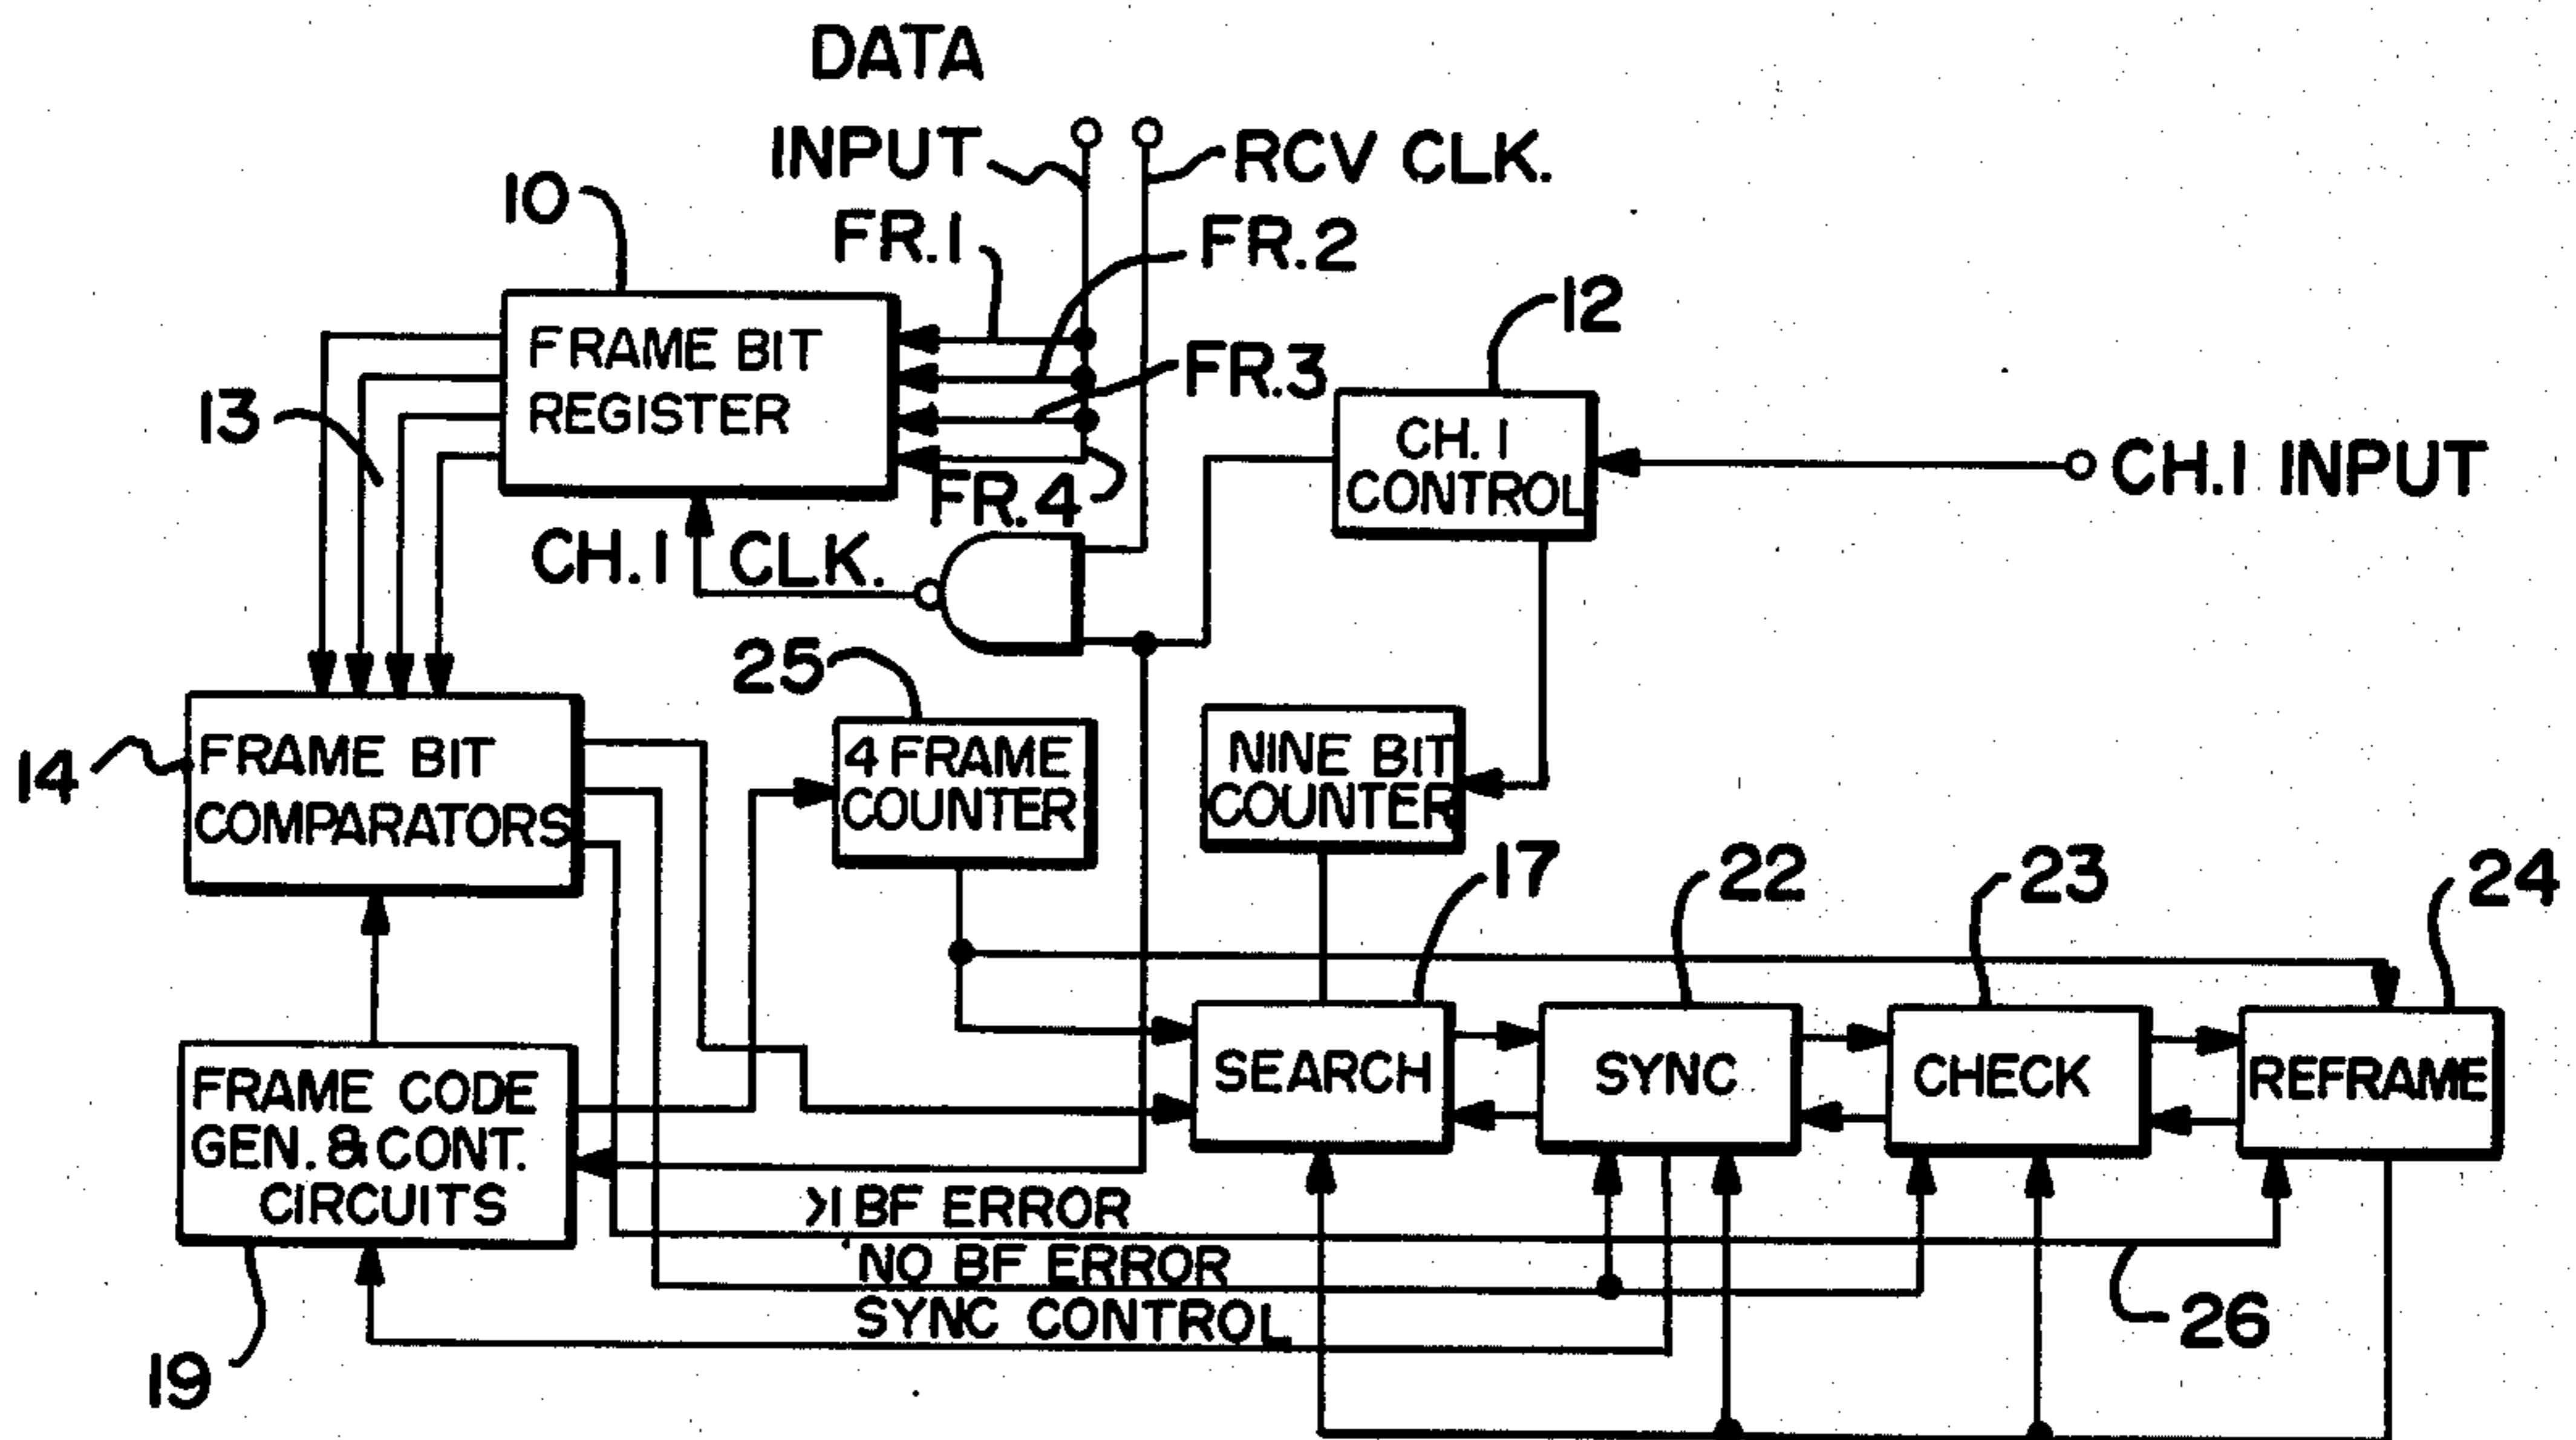 DATA
INPUT
RCV CLK.
10
FR.1
FR.2
12
FRAME BIT
REGISTER
FR.3
13
CH. 1
CONTROL
CH.1 INPUT
FR.4
CH.1 CLK.
25
14
FRAME BIT
COMPARATORS
4 FRAME
COUNTER
NINE BIT
COUNTER
17
22
23
24
SEARCH
SYNC
CHECK
REFRAME
FRAME CODE
GEN. & CONT.
CIRCUITS
>1 BF ERROR
NO BF ERROR
SYNC CONTROL
26
19